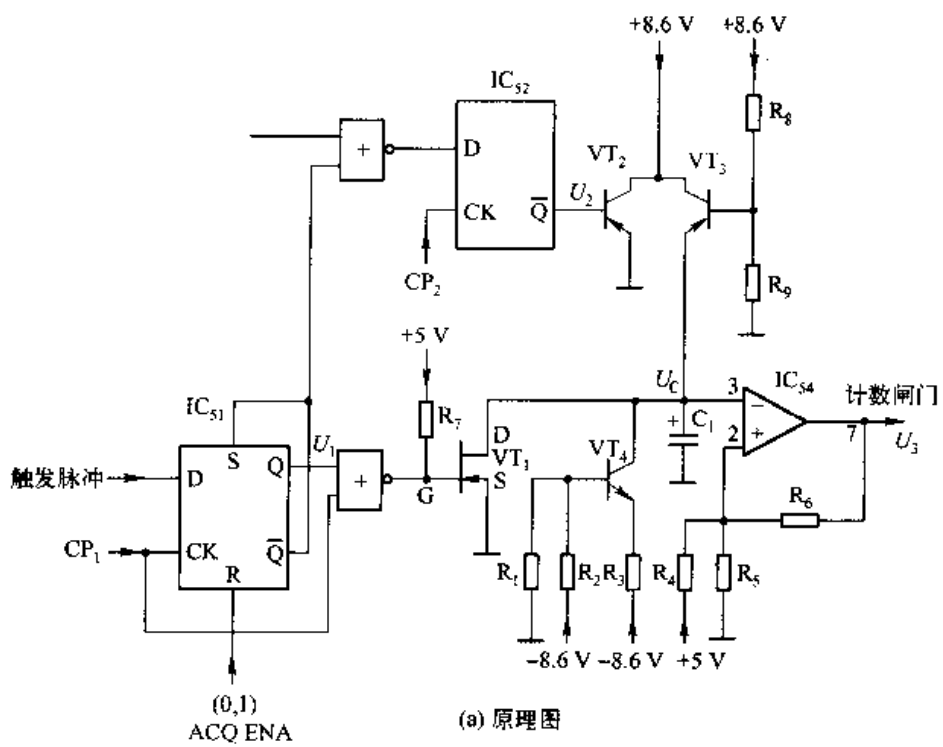 +8.6 V
+8.6 V
IC₅₂
R₈
+
D
VT₂
VT₃
U₂
CK
Q̅
CP₂
R₉
+5 V
IC₅₁
R₇
U_C
3
IC₅₄
计数闸门
S
Q
U₁
D
+
C₁
−
触发脉冲
D
+
VT₁
VT₄
2
+
7
U₃
G
S
R₆
CP₁
CK
Q̅
R
R₁
R₂
R₃
R₄
R₅
−8.6 V
−8.6 V
+5 V
(0,1)
ACQ ENA
(a) 原理图